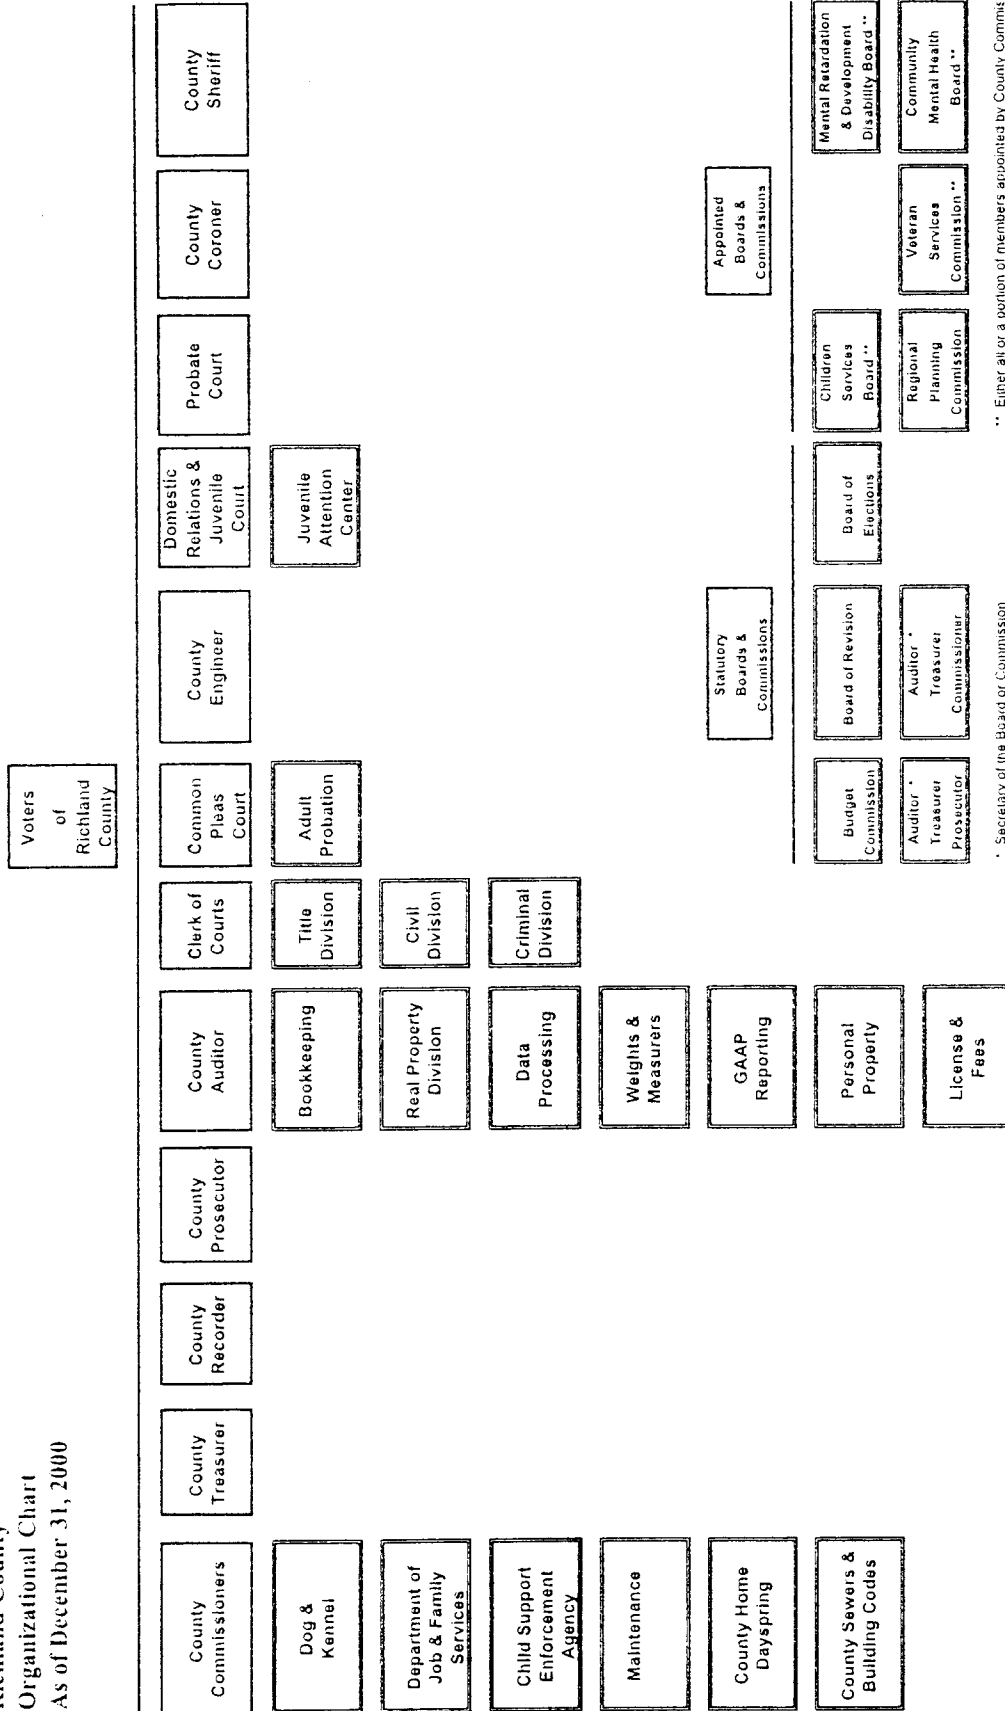 Richland County
Organizational Chart
As of December 31, 2000
Voters
of
Richland
County
County
Commissioners
County
Treasurer
County
Recorder
County
Prosecutor
County
Auditor
Clerk of
Courts
Common
Pleas
Court
County
Engineer
Domestic
Relations &
Juvenile
Court
Probate
Court
County
Coroner
County
Sheriff
Dog &
Kennel
Bookkeeping
Title
Division
Adult
Probation
Juvenile
Attention
Center
Department of
Job & Family
Services
Real Property
Division
Civil
Division
Child Support
Enforcement
Agency
Data
Processing
Criminal
Division
Maintenance
Weights &
Measurers
County Home
Dayspring
GAAP
Reporting
Statutory
Boards &
Commissions
Appointed
Boards &
Commissions
County Sewers &
Building Codes
Personal
Property
Budget
Commission
Board of Revision
Board of
Elections
Children
Services
Board **
Mental Retardation
& Development
Disability Board **
License &
Fees
Auditor *
Treasurer
Prosecutor
Auditor *
Treasurer
Commissioner
Regional
Planning
Commission
Veteran
Services
Commission **
Community
Mental Health
Board **
* Secretary of the Board or Commission
** Either all or a portion of members appointed by County Commis